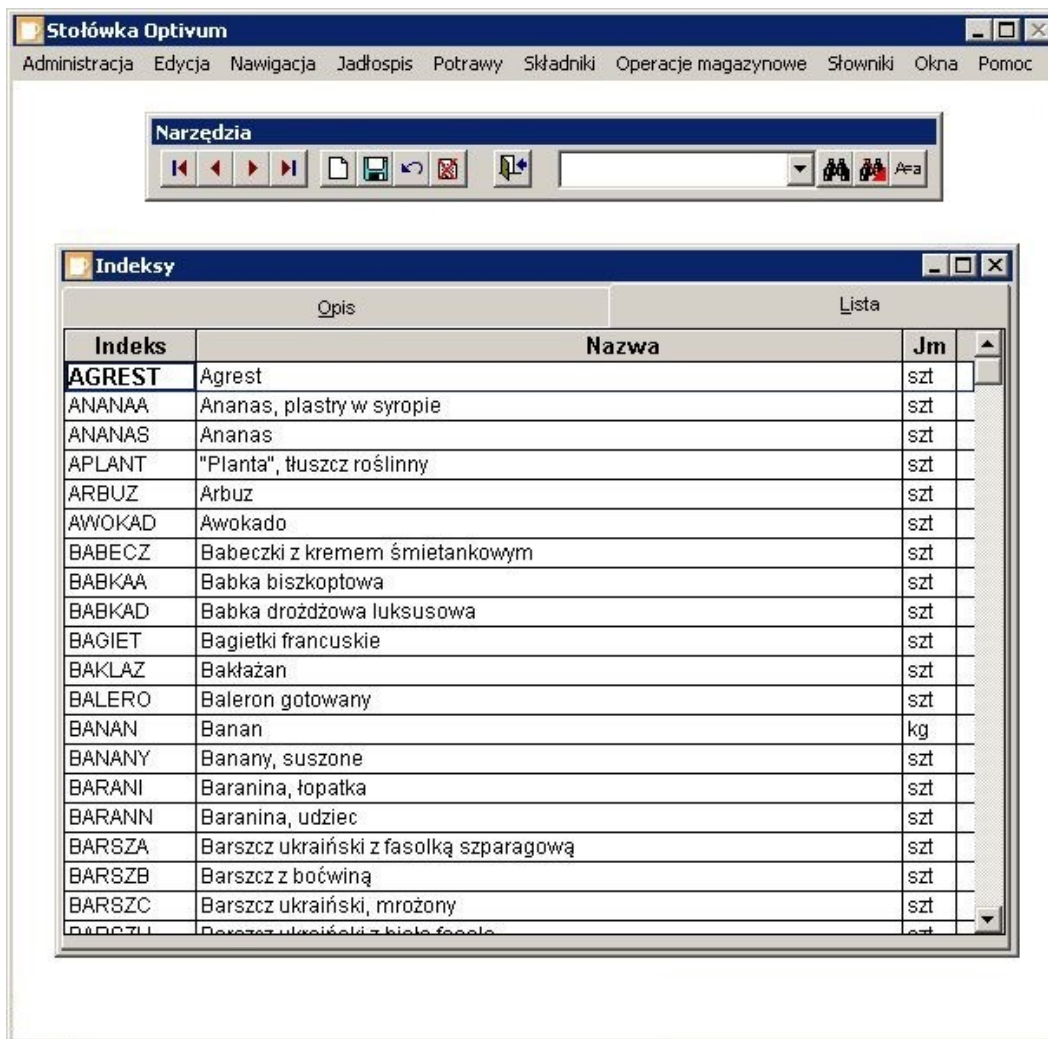 Stołówka Optivum
Administracja Edycja Nawigacja Jadłospis Potrawy Składniki Operacje magazynowe Słowniki Okna Pomoc
Narzędzia
A=a
Indeksy
Opis Lista
Indeks Nazwa Jm
AGREST Agrest szt
ANANAA Ananas, plastry w syropie szt
ANANAS Ananas szt
APLANT "Planta", tłuszcz roślinny szt
ARBUZ Arbuz szt
AWOKAD Awokado szt
BABECZ Babeczki z kremem śmietankowym szt
BABKAA Babka biszkoptowa szt
BABKAD Babka drożdżowa luksusowa szt
BAGIET Bagietki francuskie szt
BAKLAZ Bakłażan szt
BALERO Baleron gotowany szt
BANAN Banan kg
BANANY Banany, suszone szt
BARANI Baranina, łopatka szt
BARANN Baranina, udziec szt
BARSZA Barszcz ukraiński z fasolką szparagową szt
BARSZB Barszcz z boćwiną szt
BARSZC Barszcz ukraiński, mrożony szt
Barszcz ukraiński z szt